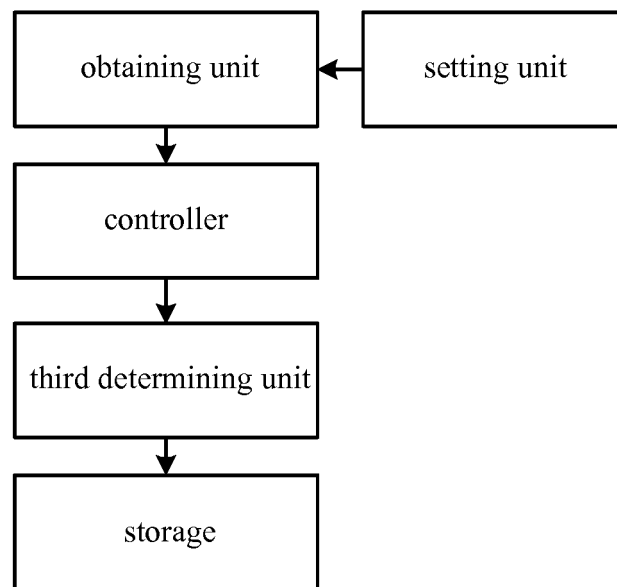 obtaining unit
setting unit
controller
third determining unit
storage